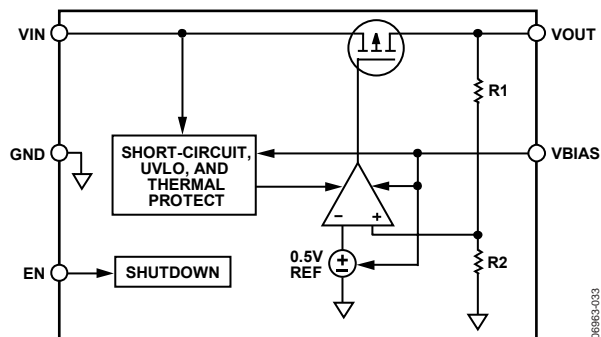 VIN
VOUT
R1
GND
SHORT-CIRCUIT,
UVLO, AND
THERMAL
PROTECT
VBIAS
– +
0.5V
REF
+
–
R2
EN
SHUTDOWN
06963-033